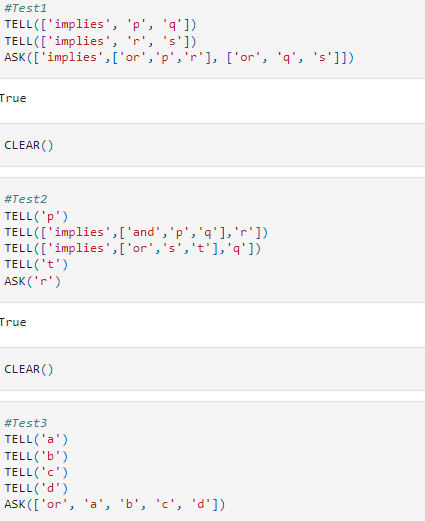 #Test1
TELL(['implies', 'p', 'q'])
TELL(['implies', 'r', 's'])
ASK(['implies',['or','p','r'], ['or', 'q', 's']])
True
CLEAR()
#Test2
TELL('p')
TELL(['implies',['and','p','q'],'r'])
TELL(['implies',['or','s','t'],'q'])
TELL('t')
ASK('r')
True
CLEAR()
#Test3
TELL('a')
TELL('b')
TELL('c')
TELL('d')
ASK(['or', 'a', 'b', 'c', 'd'])